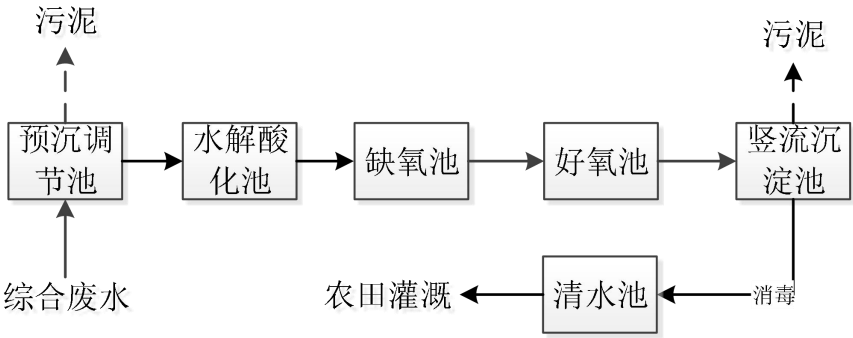 污泥
污泥
预沉调
节池
水解酸
化池
缺氧池
好氧池
竖流沉
淀池
综合废水
农田灌溉
清水池
消毒